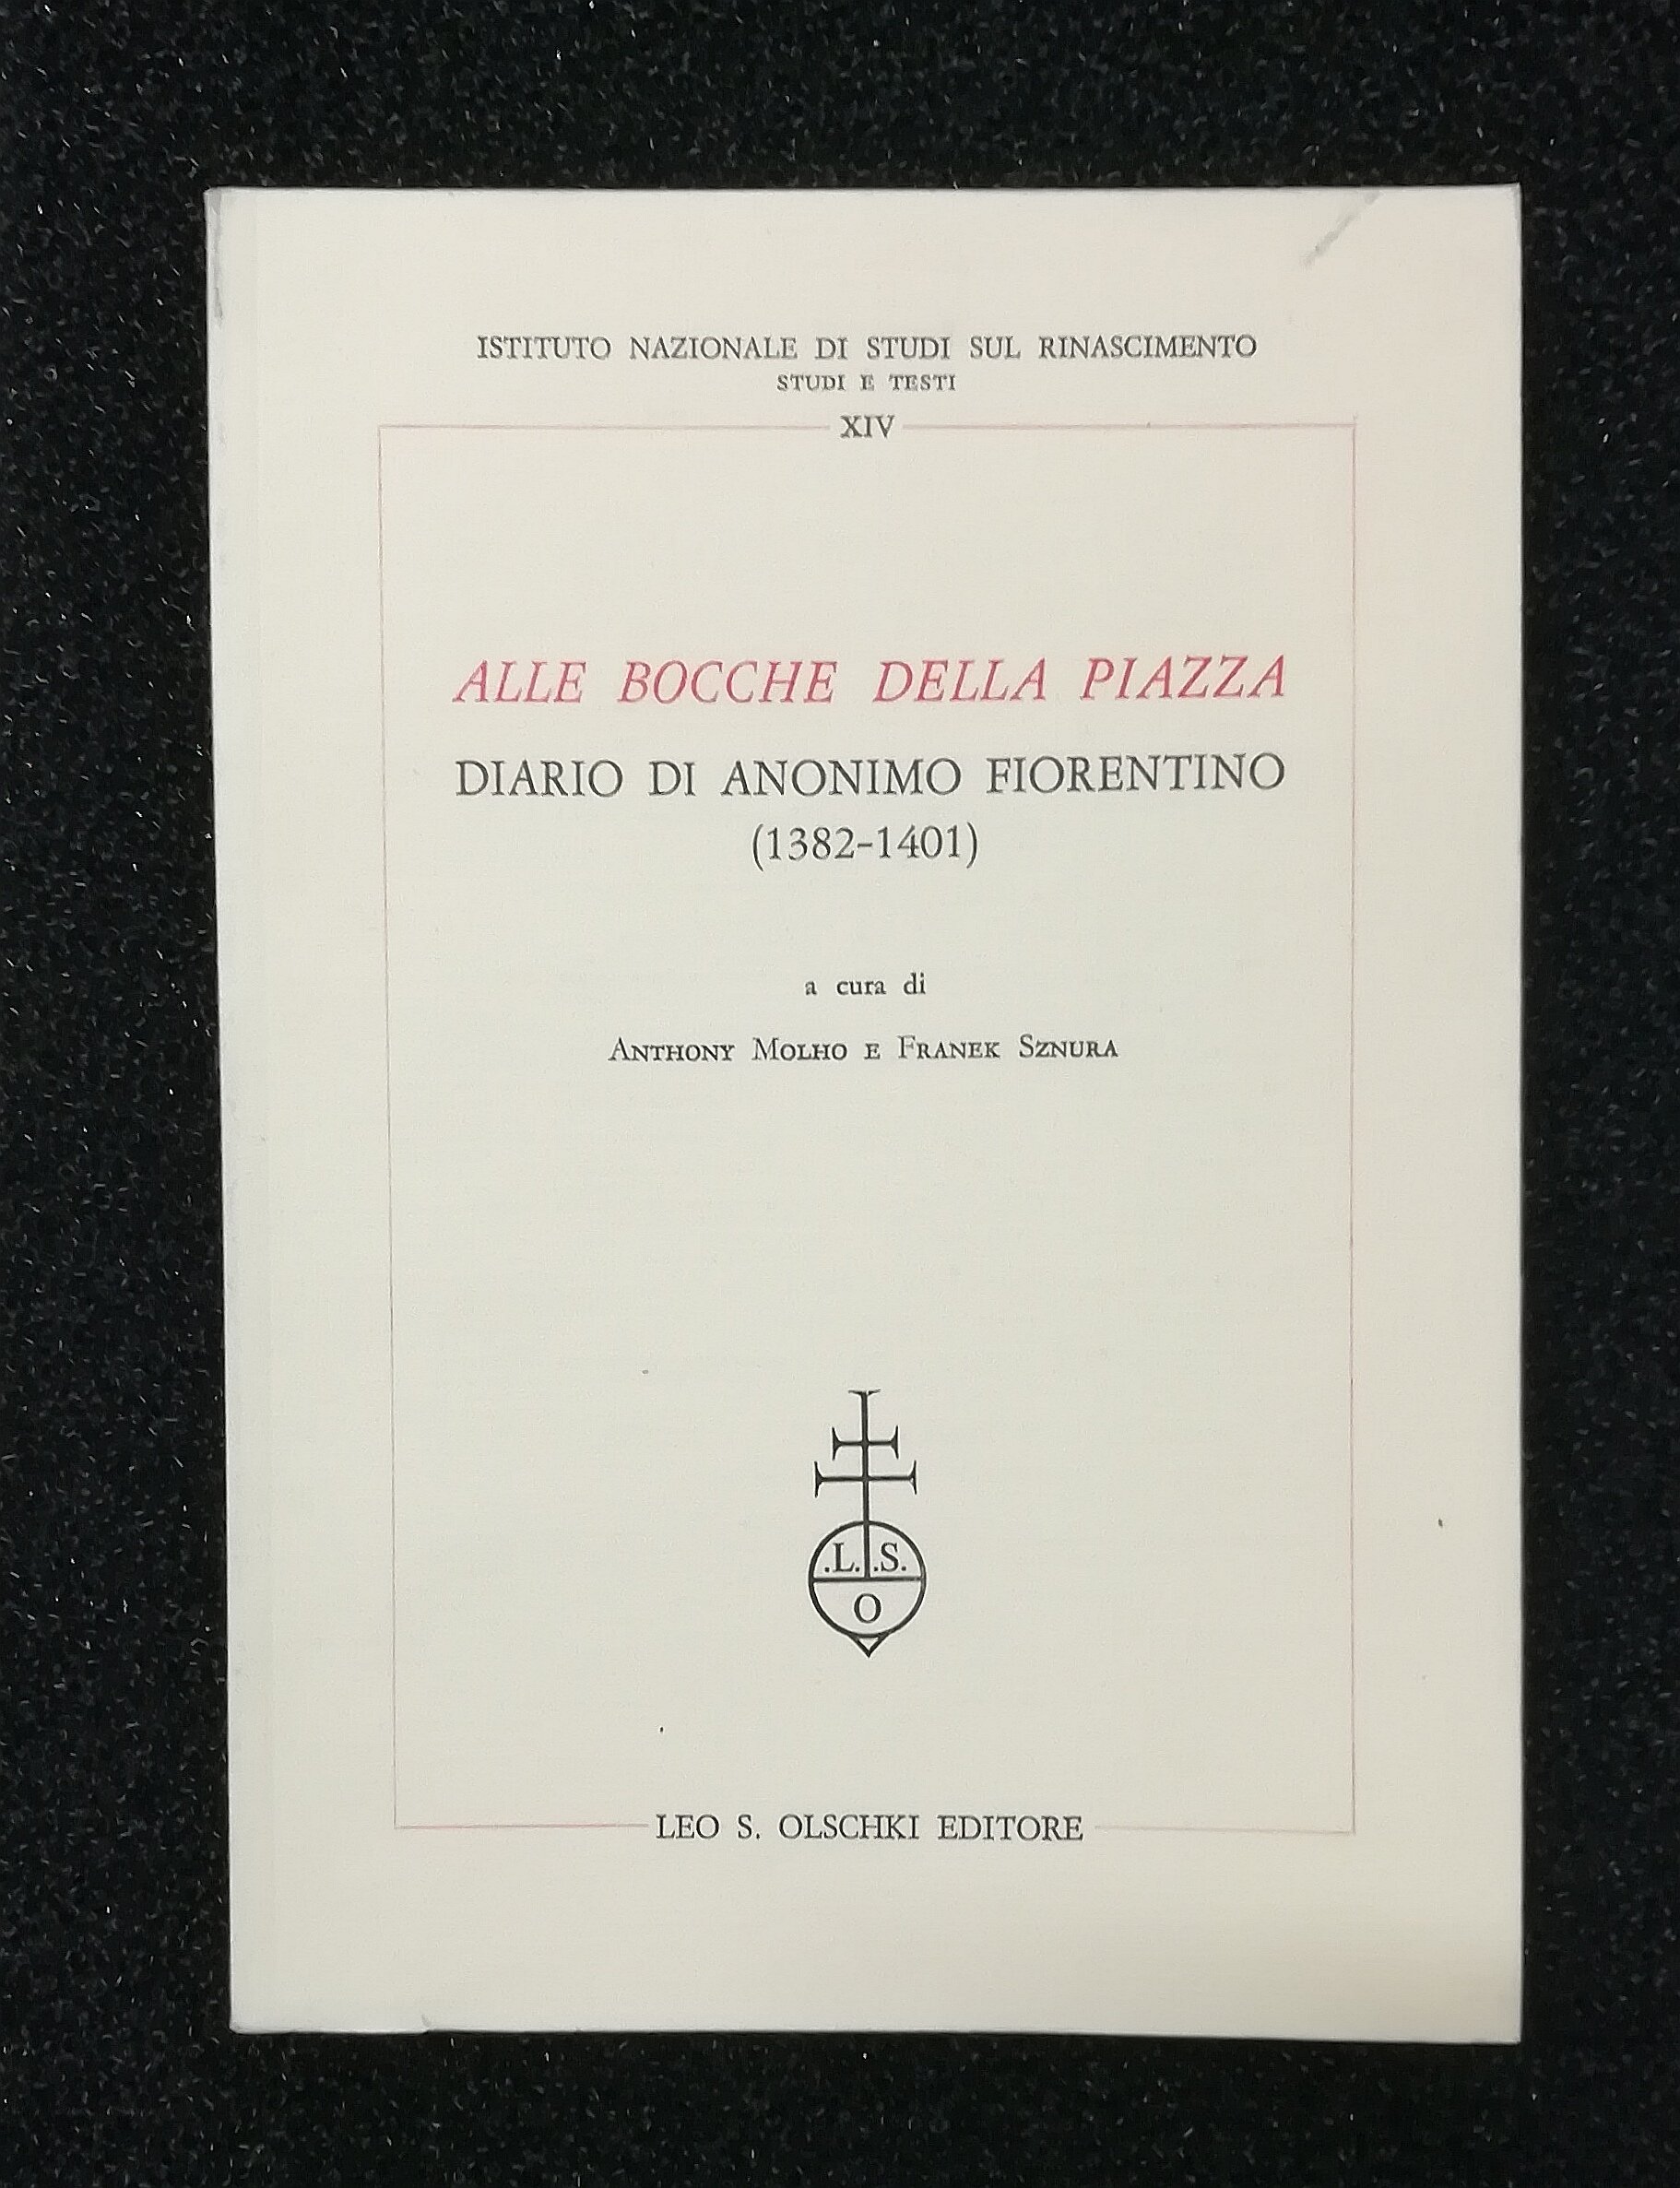 ISTITUTO NAZIONALE DI STUDI SUL RINASCIMENTO
STUDI E TESTI
XIV
ALLE BOCCHE DELLA PIAZZA
DIARIO DI ANONIMO FIORENTINO
(1382-1401)
a cura di
ANTHONY MOLHO E FRANEK SZNURA
.L. .S.
O
LEO S. OLSCHKI EDITORE